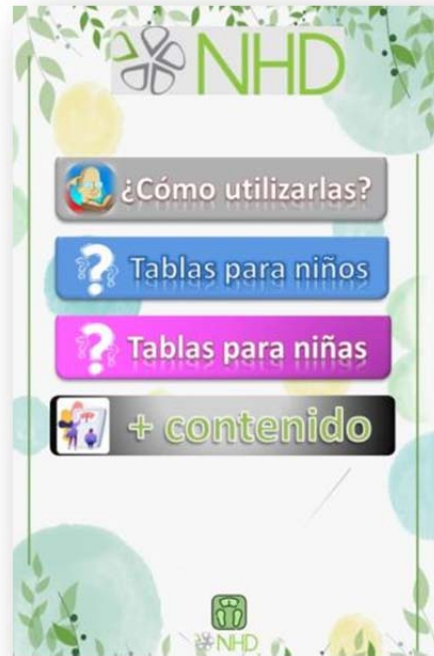 NHD
¿Cómo utilizarlas?
Tablas para niños
Tablas para niñas
+ contenido
NHD